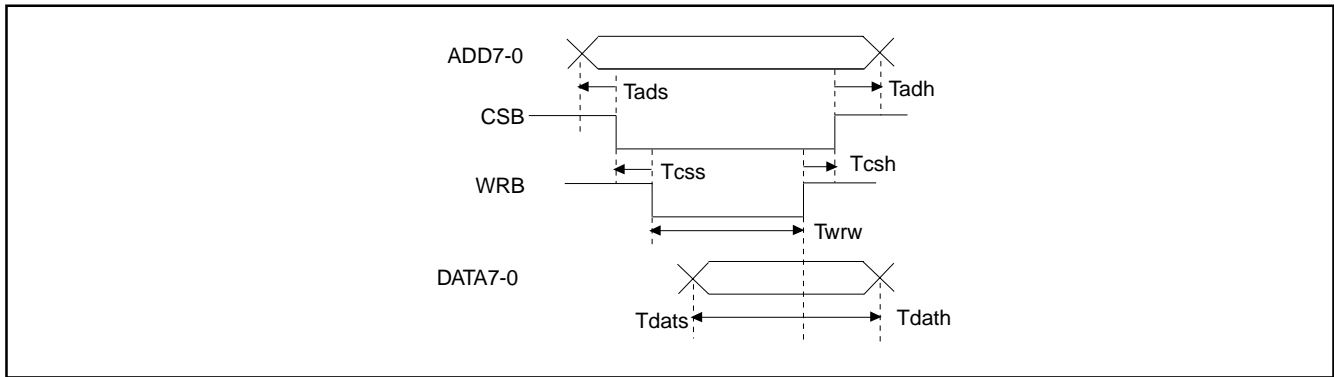 ADD7-0
Tads
Tadh
CSB
Tcss
Tcsh
WRB
Twrw
DATA7-0
Tdats
Tdath